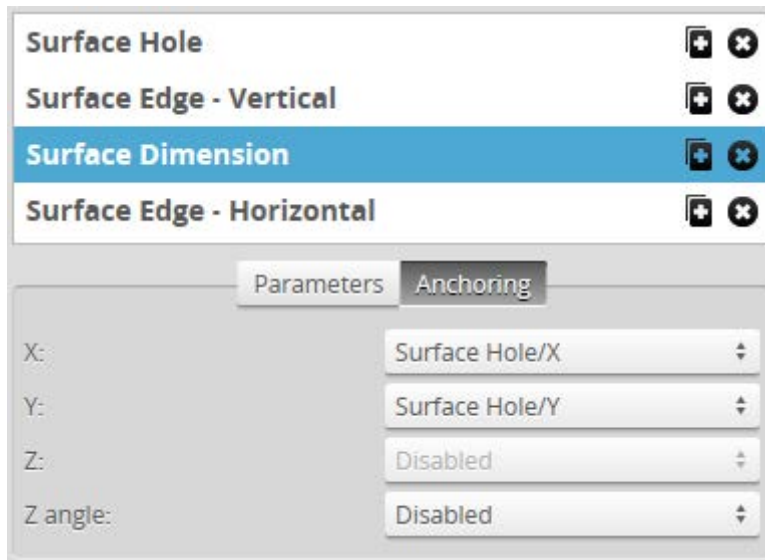 Surface Hole
Surface Edge - Vertical
Surface Dimension
Surface Edge - Horizontal
Parameters Anchoring
X: Surface Hole/X
Y: Surface Hole/Y
Z: Disabled
Z angle: Disabled